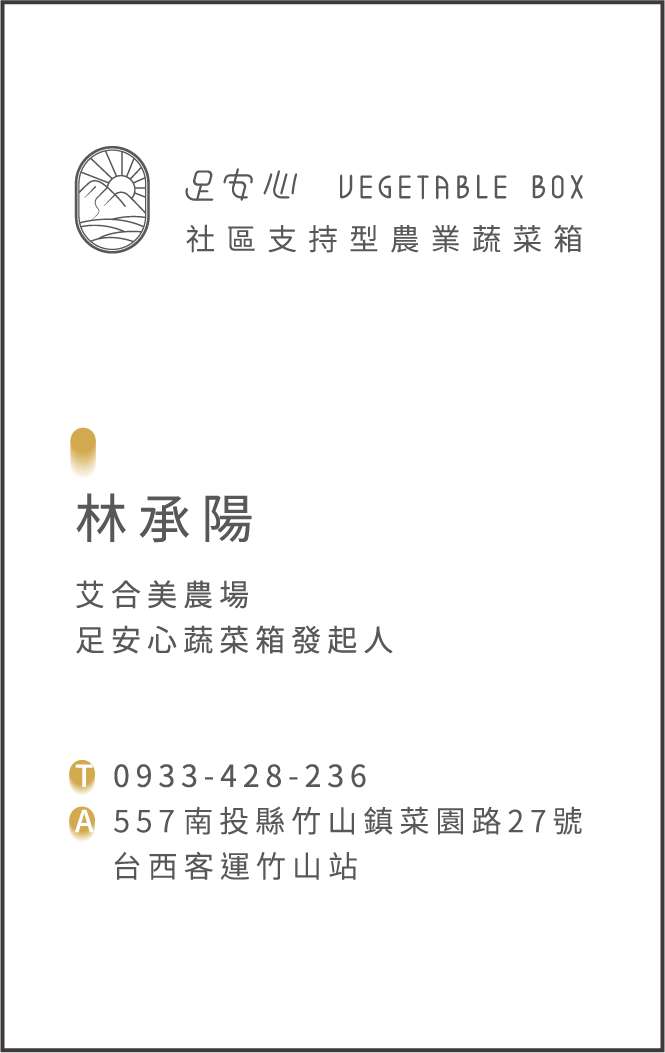 足安心 VEGETABLE BOX
社區支持型農業蔬菜箱
林承陽
艾合美農場
足安心蔬菜箱發起人
T 0933-428-236
A 557南投縣竹山鎮菜園路27號
台西客運竹山站